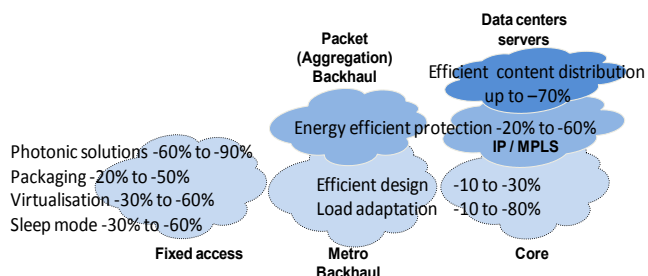 Data centers
servers
Packet
(Aggregation)
Backhaul
Efficient content distribution
up to –70%
Energy efficient protection -20% to -60%
IP / MPLS
Photonic solutions -60% to -90%
Packaging -20% to -50%
Virtualisation -30% to -60%
Sleep mode -30% to -60%
Efficient design -10 to -30%
Load adaptation -10 to -80%
Fixed access
Metro
Backhaul
Core